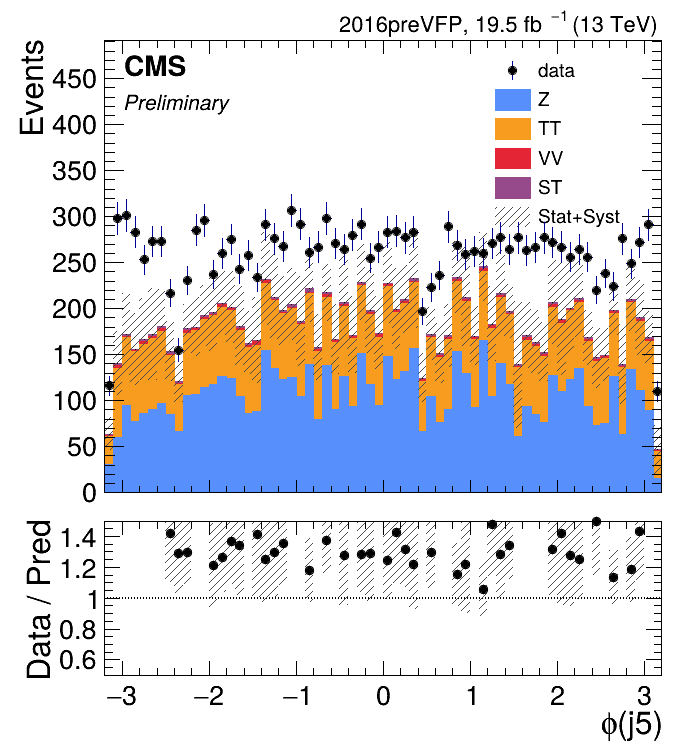 2016preVFP, 19.5 fb⁻¹ (13 TeV)
CMS
Preliminary
data
Z
TT
VV
ST
Stat+Syst
Events
450
400
350
300
250
200
150
100
50
0
Data / Pred
1.4
1.2
1
0.8
0.6
−3 −2 −1 0 1 2 3
ϕ(j5)